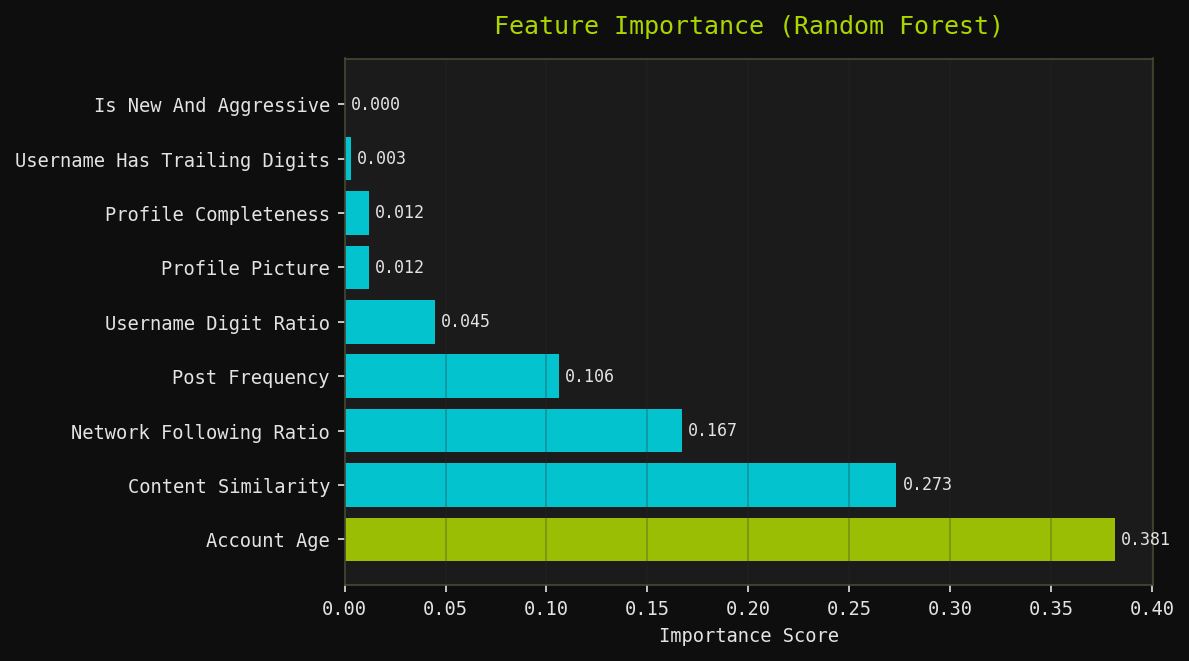 Feature Importance (Random Forest)
Is New And Aggressive 0.000
Username Has Trailing Digits 0.003
Profile Completeness 0.012
Profile Picture 0.012
Username Digit Ratio 0.045
Post Frequency 0.106
Network Following Ratio 0.167
Content Similarity 0.273
Account Age 0.381
0.00 0.05 0.10 0.15 0.20 0.25 0.30 0.35 0.40
Importance Score